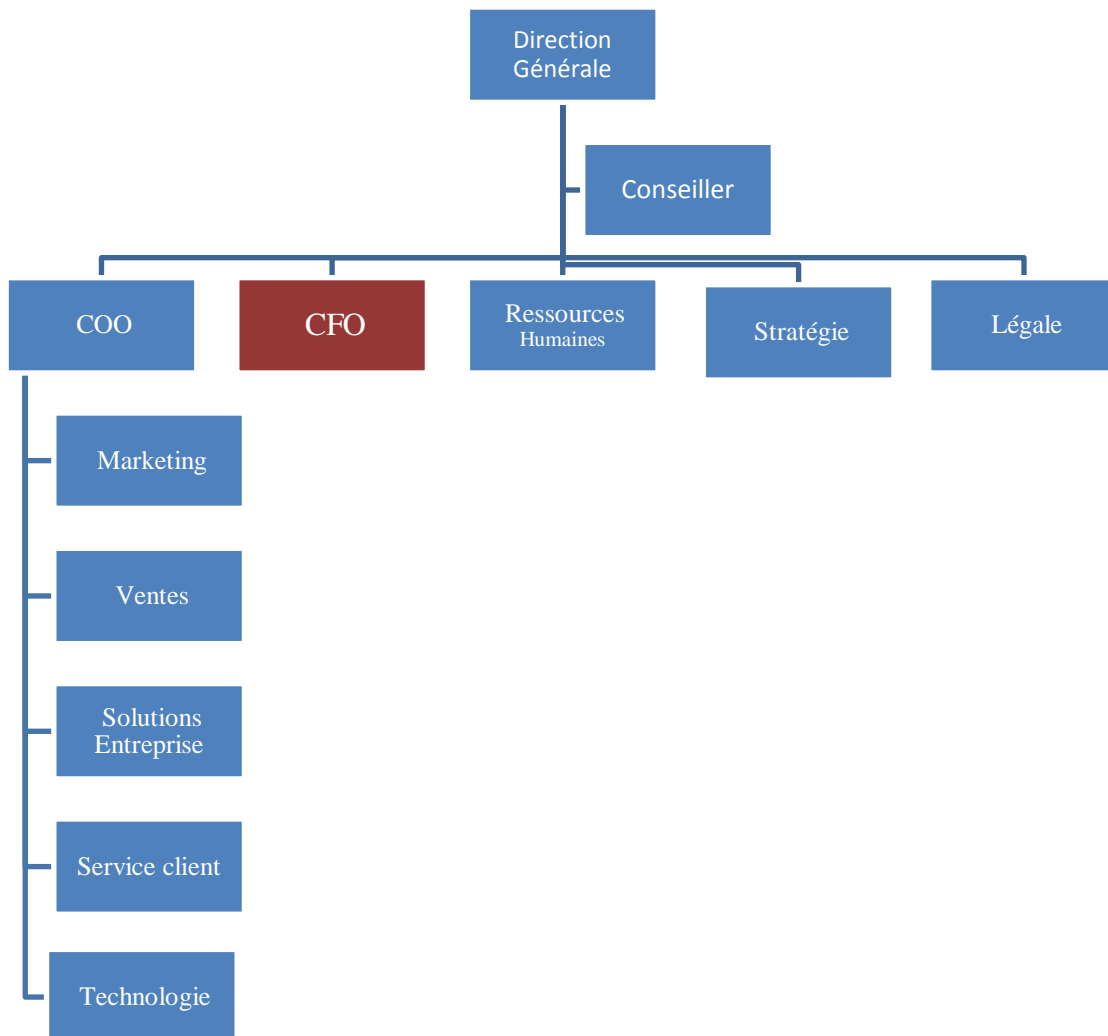 Direction
Générale
Conseiller
COO
CFO
Ressources
Humaines
Stratégie
Légale
Marketing
Ventes
Solutions
Entreprise
Service client
Technologie